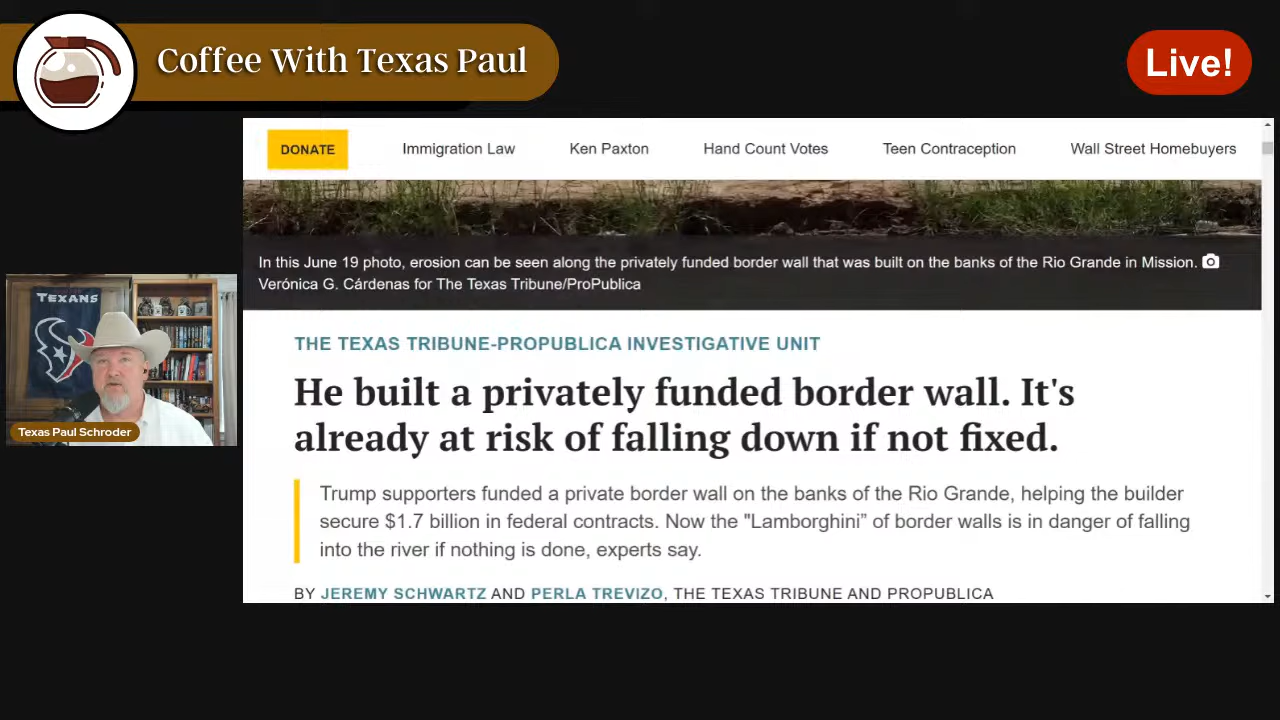 Coffee With Texas Paul
Live!
DONATE
Immigration Law
Ken Paxton
Hand Count Votes
Teen Contraception
Wall Street Homebuyers
In this June 19 photo, erosion can be seen along the privately funded border wall that was built on the banks of the Rio Grande in Mission.
Verónica G. Cárdenas for The Texas Tribune/ProPublica
THE TEXAS TRIBUNE-PROPUBLICA INVESTIGATIVE UNIT
He built a privately funded border wall. It's
already at risk of falling down if not fixed.
Trump supporters funded a private border wall on the banks of the Rio Grande, helping the builder
secure $1.7 billion in federal contracts. Now the "Lamborghini” of border walls is in danger of falling
into the river if nothing is done, experts say.
BY JEREMY SCHWARTZ AND PERLA TREVIZO, THE TEXAS TRIBUNE AND PROPUBLICA
TEXANS
Texas Paul Schroder